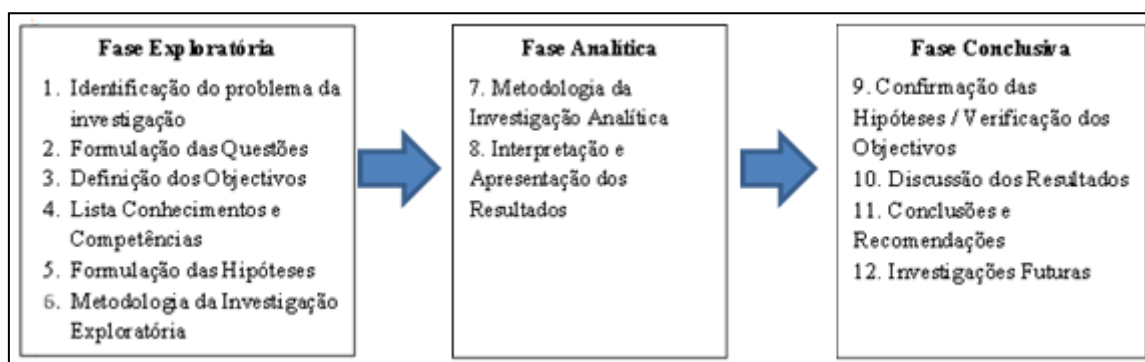 Fase Exploratória
1. Identificação do problema da
investigação
2. Formulação das Questões
3. Definição dos Objectivos
4. Lista Conhecimentos e
Competências
5. Formulação das Hipóteses
6. Metodologia da Investigação
Exploratória
Fase Analítica
7. Metodologia da
Investigação Analítica
8. Interpretação e
Apresentação dos
Resultados
Fase Conclusiva
9. Confirmação das
Hipóteses / Verificação dos
Objectivos
10. Discussão dos Resultados
11. Conclusões e
Recomendações
12. Investigações Futuras